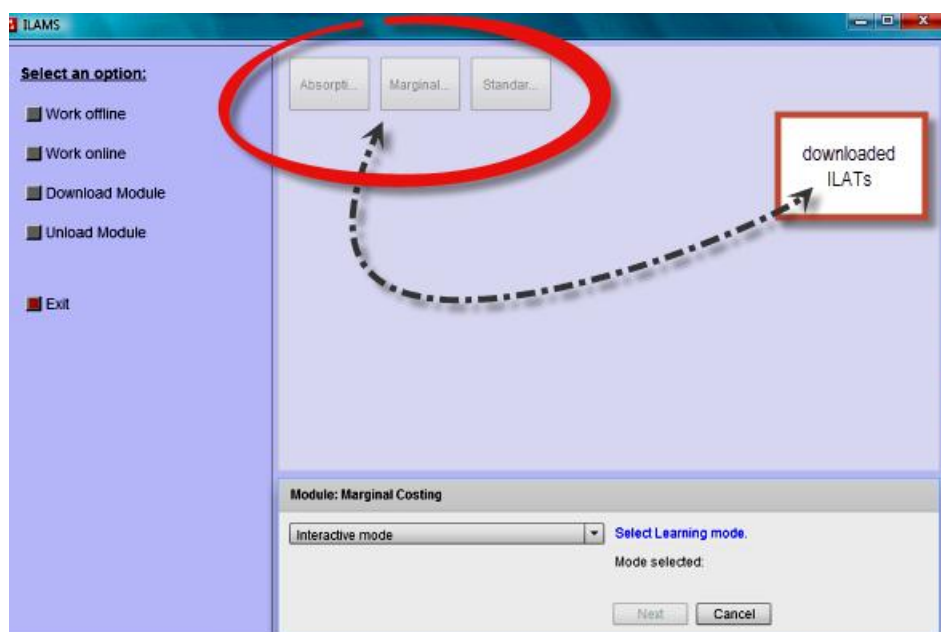 ILAMS
Select an option:
Work offline
Work online
Download Module
Unload Module
Exit
Absorpti... Marginal... Standar...
downloaded
ILATs
Module: Marginal Costing
Interactive mode
Select Learning mode.
Mode selected:
Next Cancel